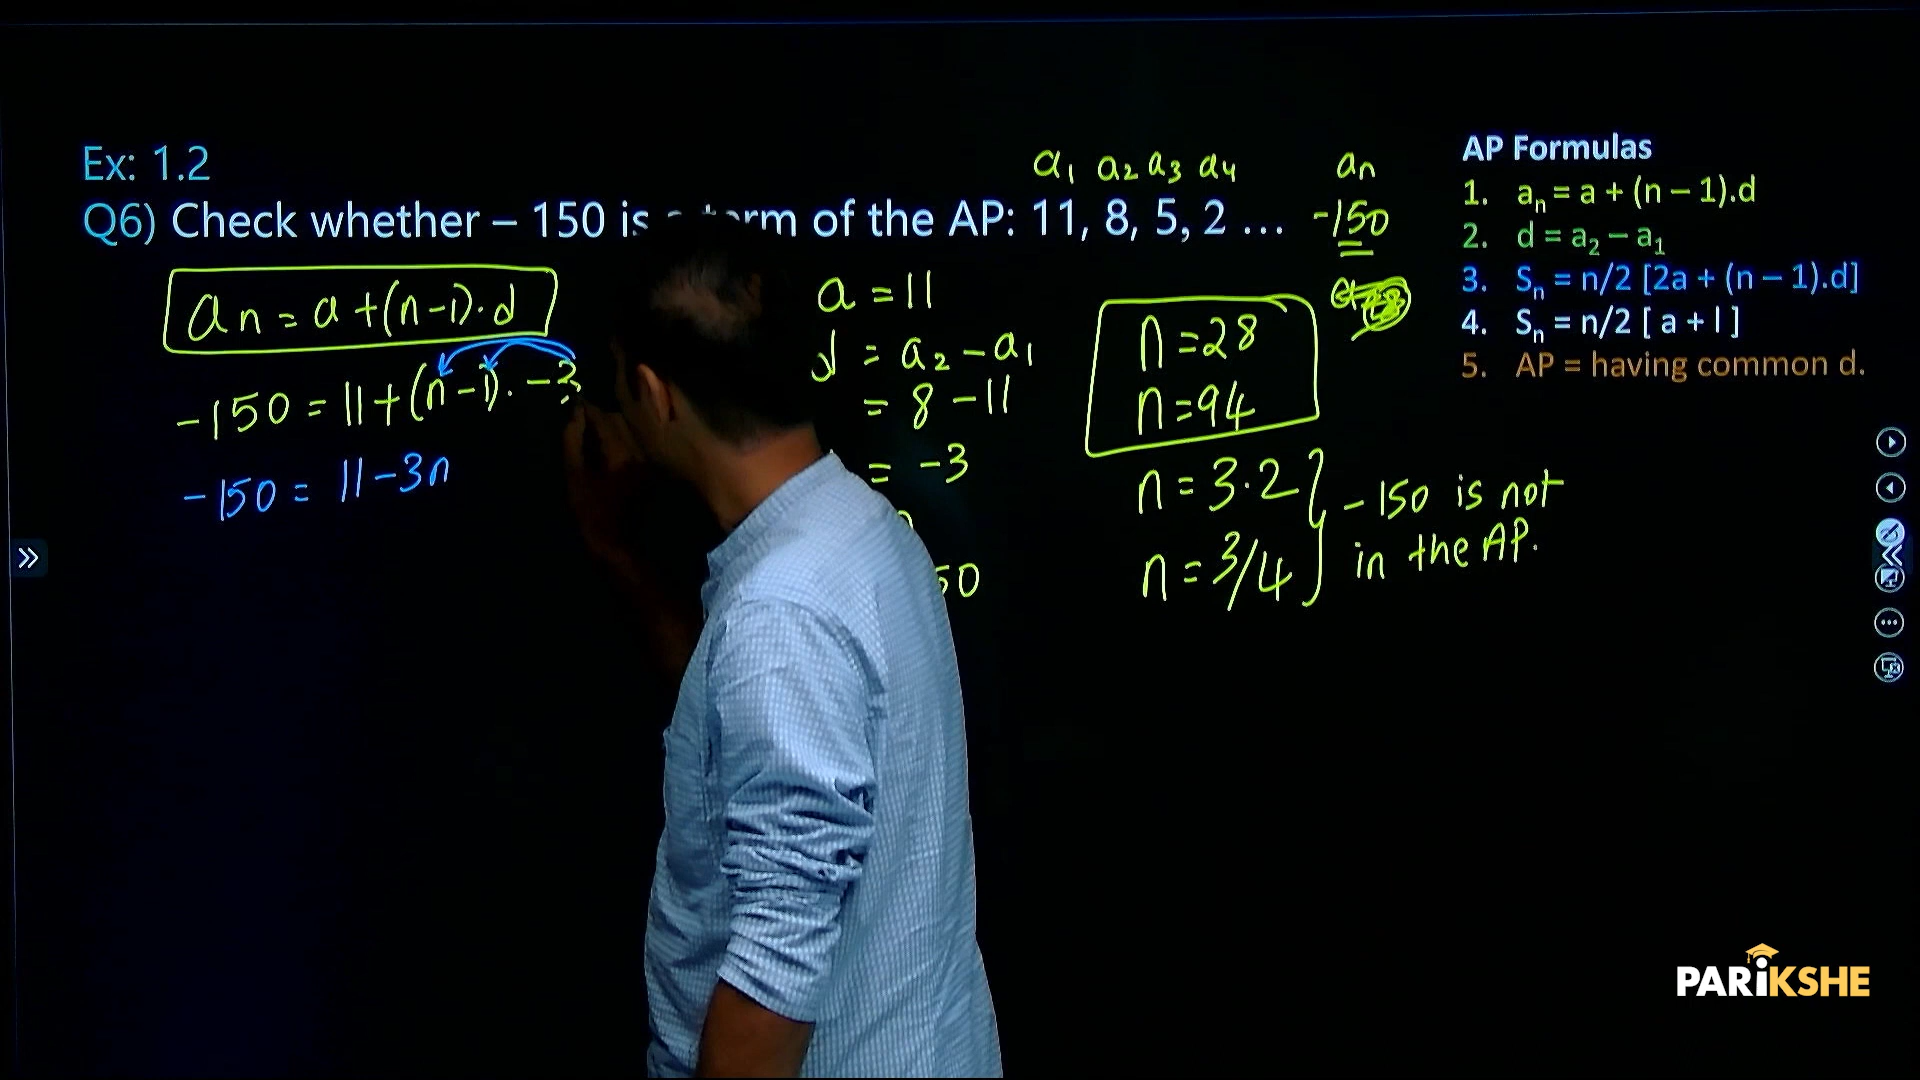 Ex: 1.2
a1 a2 a3 a4 an
Q6) Check whether – 150 is term of the AP: 11, 8, 5, 2 ... -150
an = a + (n-1)·d
-150 = 11 + (n-1)· -3
-150 = 11 - 3n
a = 11
d = a2 - a1
= 8 - 11
= -3
50
n = 28
n = 94
n = 3.2
n = 3/4
-150 is not
in the AP.
AP Formulas
1. an = a + (n – 1).d
2. d = a2 – a1
3. Sn = n/2 [2a + (n – 1).d]
4. Sn = n/2 [ a + l ]
5. AP = having common d.
PARiKSHE